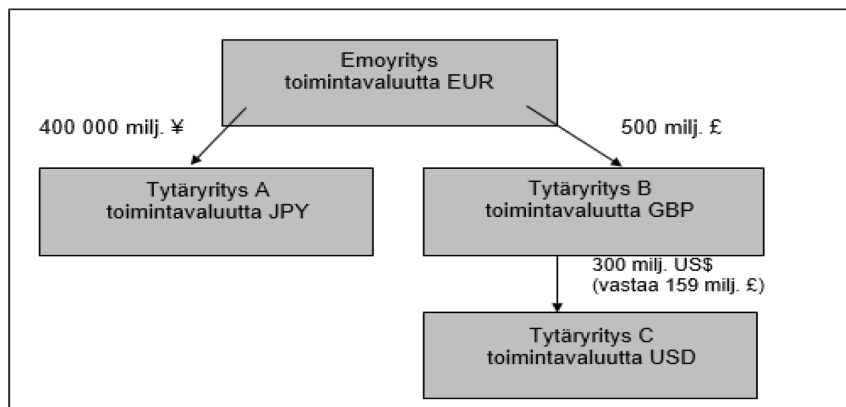 Emoyritys
toimintavaluutta EUR
400 000 milj. ¥
500 milj. £
Tytäryritys A
toimintavaluutta JPY
Tytäryritys B
toimintavaluutta GBP
300 milj. US$
(vastaa 159 milj. £)
Tytäryritys C
toimintavaluutta USD